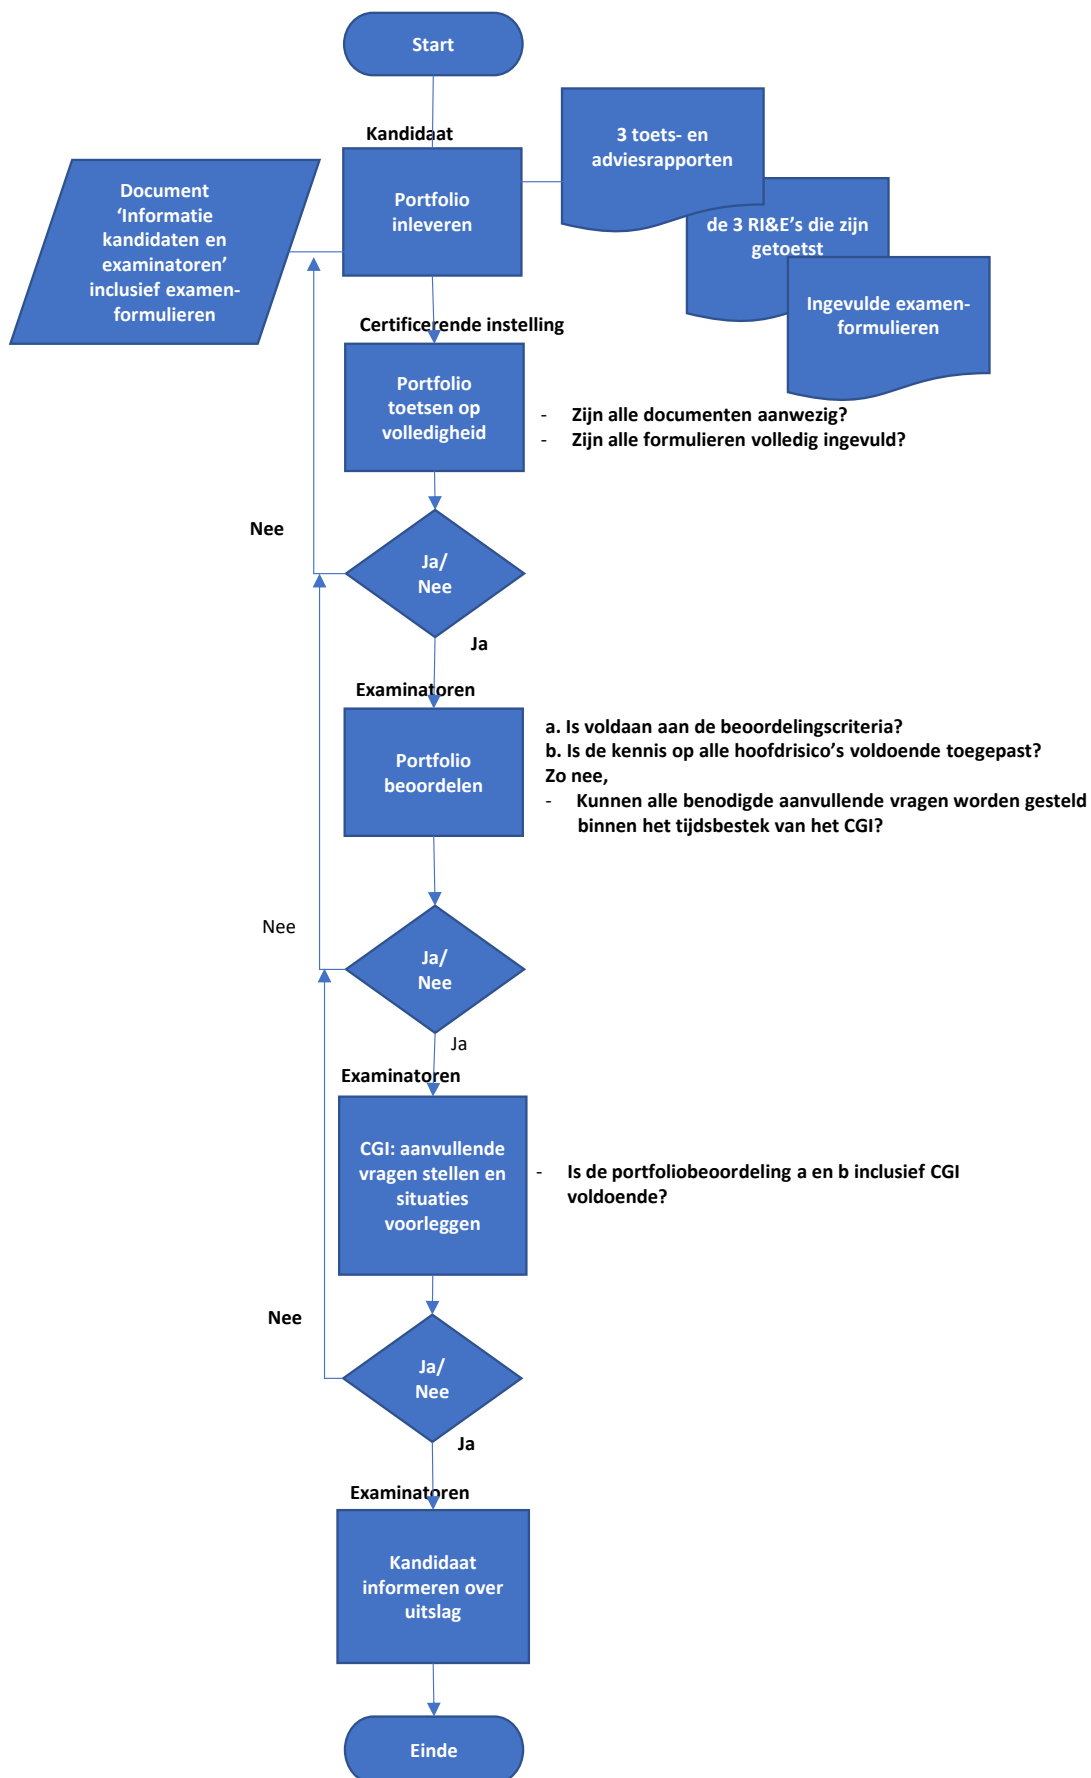 Start
Kandidaat
3 toets- en
adviesrapporten
Document
‘Informatie
kandidaten en
examinatoren’
inclusief examen-
formulieren
Portfolio
inleveren
de 3 RI&E’s die zijn
getoetst
Ingevulde examen-
formulieren
Certificerende instelling
Portfolio
toetsen op
volledigheid
- Zijn alle documenten aanwezig?
- Zijn alle formulieren volledig ingevuld?
Nee
Ja/
Nee
Ja
Examinatoren
Portfolio
beoordelen
a. Is voldaan aan de beoordelingscriteria?
b. Is de kennis op alle hoofdrisico’s voldoende toegepast?
Zo nee,
- Kunnen alle benodigde aanvullende vragen worden gesteld
binnen het tijdsbestek van het CGI?
Nee
Ja/
Nee
Ja
Examinatoren
CGI: aanvullende
vragen stellen en
situaties
voorleggen
- Is de portfoliobeoordeling a en b inclusief CGI
voldoende?
Nee
Ja/
Nee
Ja
Examinatoren
Kandidaat
informeren over
uitslag
Einde